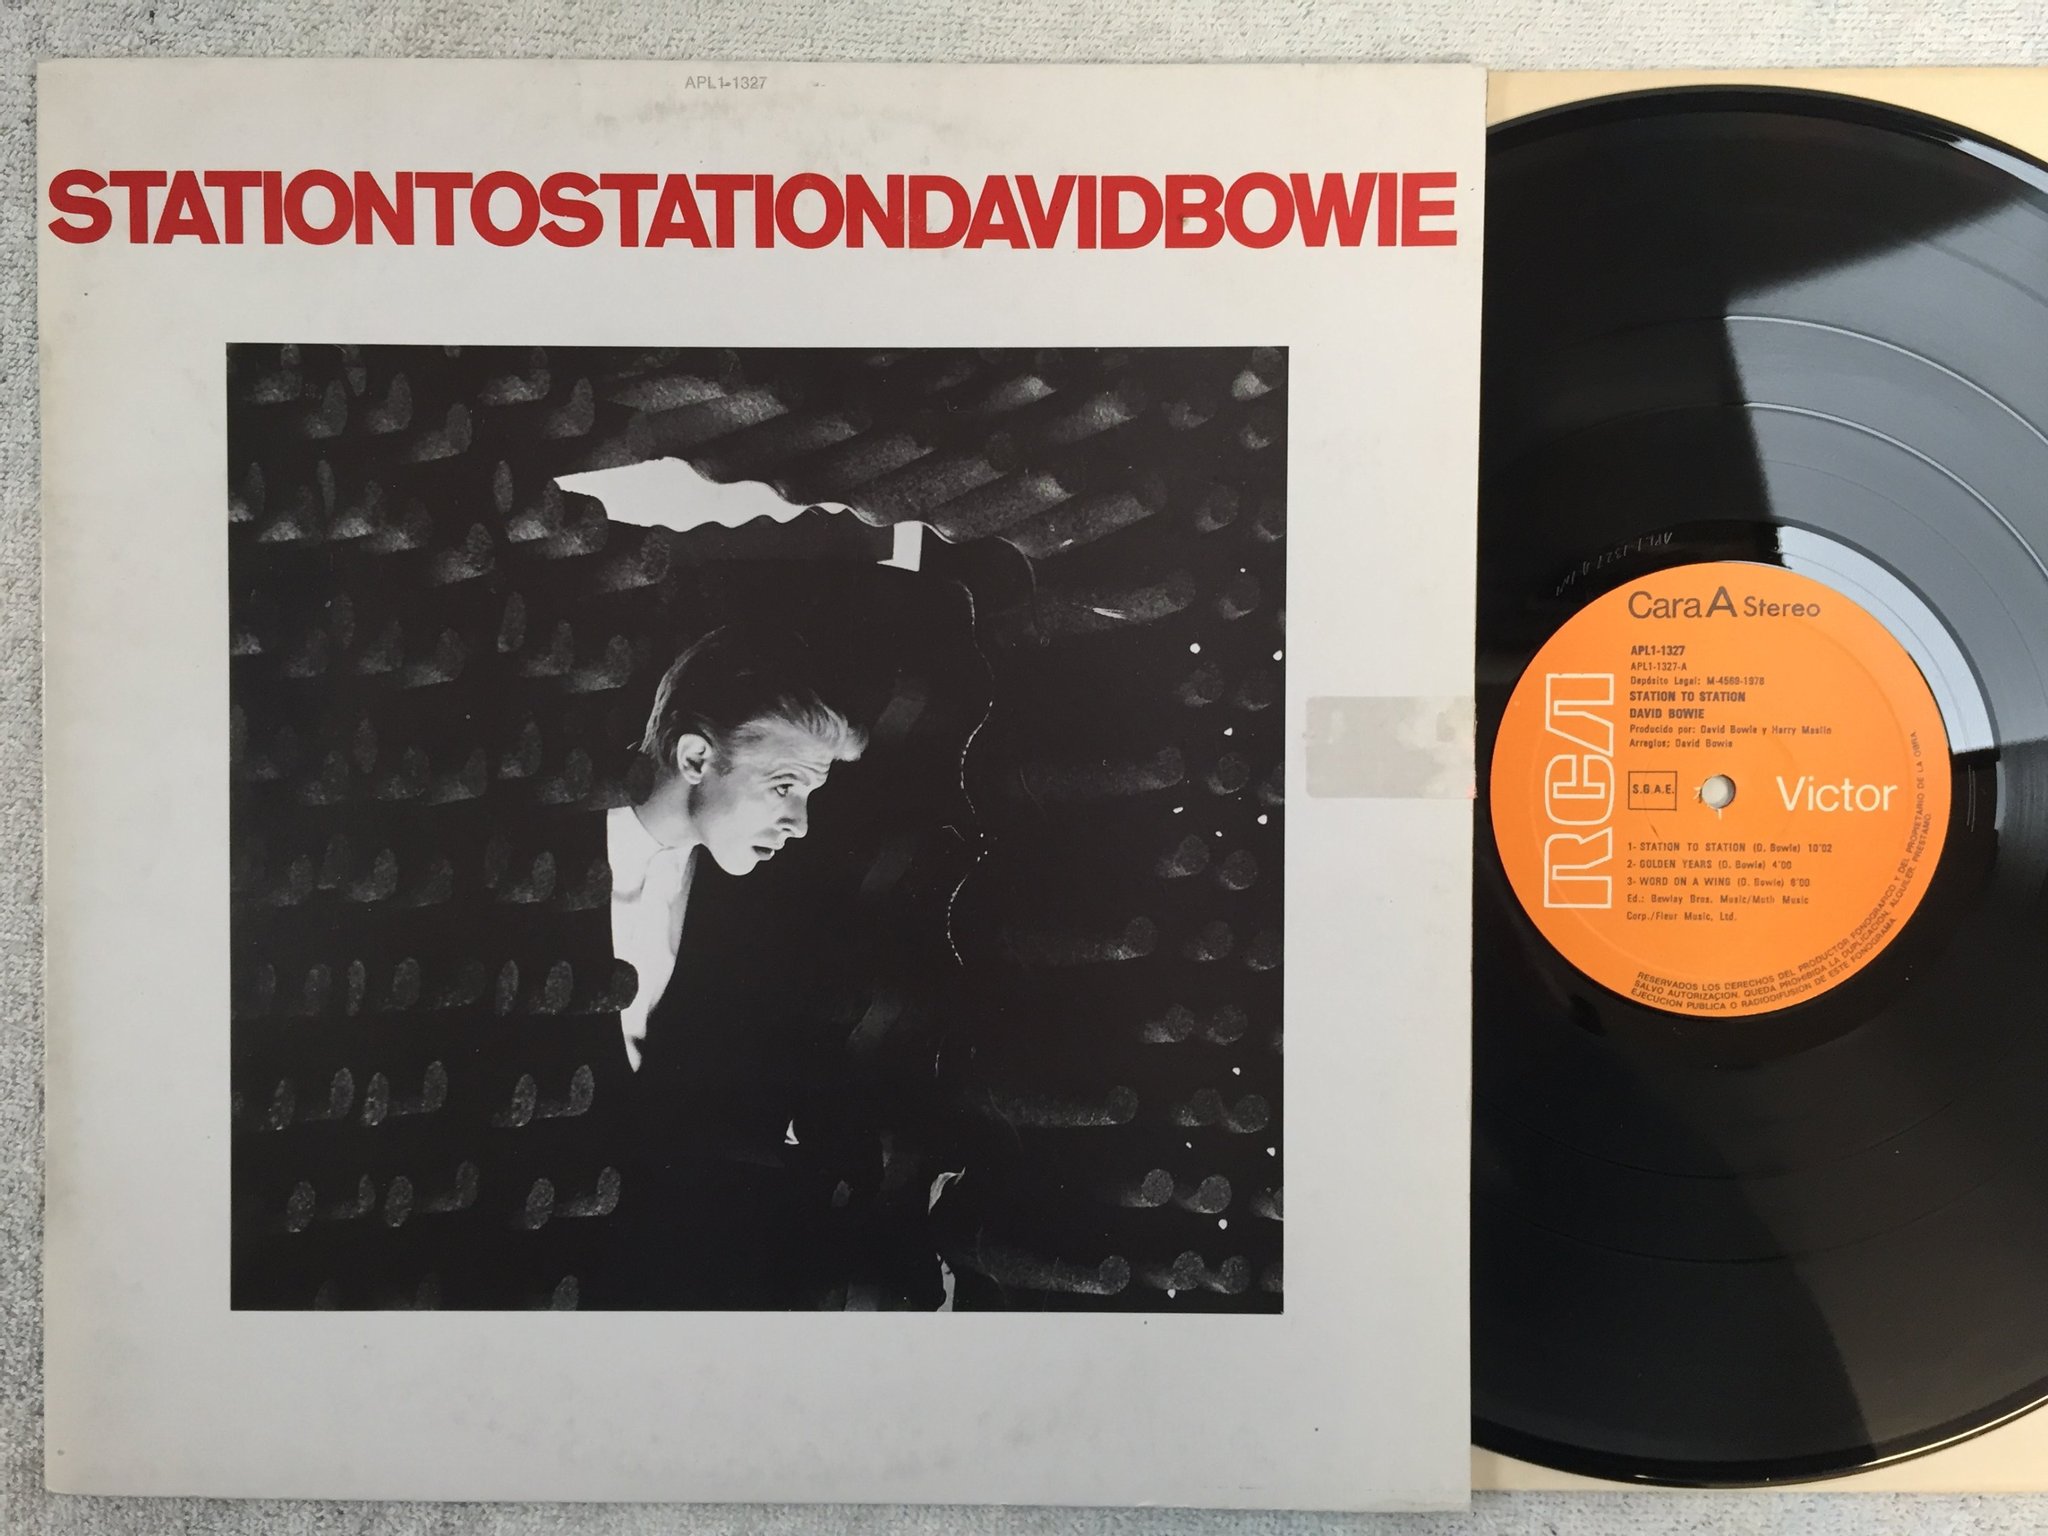 APL1-1327
STATIONTOSTATIONDAVIDBOWIE
APL1-1327-A
Cara A Stereo
APL1-1327
APL1-1327-A
Depósito Legal: M-4569-1978
STATION TO STATION
DAVID BOWIE
Producido por: David Bowie y Harry Maslin
Arreglos: David Bowie
RCA
S.G.A.E.
Victor
1- STATION TO STATION (D. Bowie) 10'02
2- GOLDEN YEARS (D. Bowie) 4'00
3- WORD ON A WING (D. Bowie) 6'00
Ed.: Bewlay Bros. Music/Moth Music
Corp./Fleur Music, Ltd.
RESERVADOS LOS DERECHOS DEL PRODUCTOR FONOGRAFICO Y DEL PROPIETARIO DE LA OBRA.
SALVO AUTORIZACION, QUEDA PROHIBIDA LA DUPLICACION, ALQUILER, PRESTAMO,
EJECUCION PUBLICA O RADIODIFUSION DE ESTE FONOGRAMA.